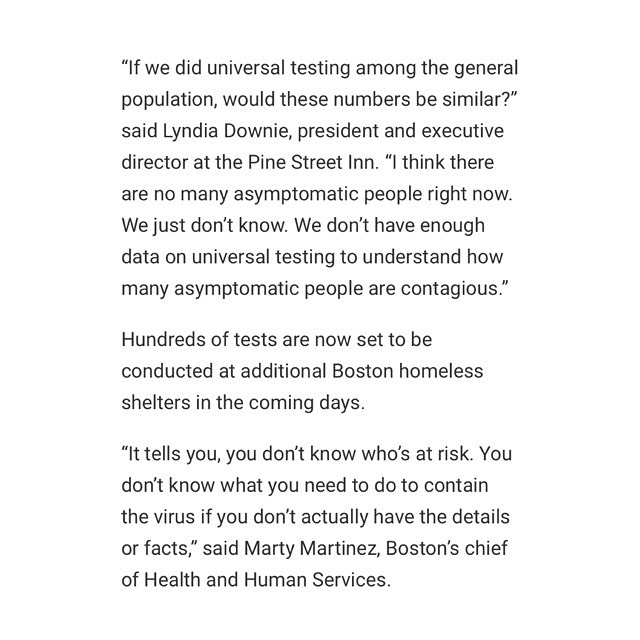 “If we did universal testing among the general
population, would these numbers be similar?”
said Lyndia Downie, president and executive
director at the Pine Street Inn. “I think there
are no many asymptomatic people right now.
We just don’t know. We don’t have enough
data on universal testing to understand how
many asymptomatic people are contagious.”
Hundreds of tests are now set to be
conducted at additional Boston homeless
shelters in the coming days.
“It tells you, you don’t know who’s at risk. You
don’t know what you need to do to contain
the virus if you don’t actually have the details
or facts,” said Marty Martinez, Boston’s chief
of Health and Human Services.